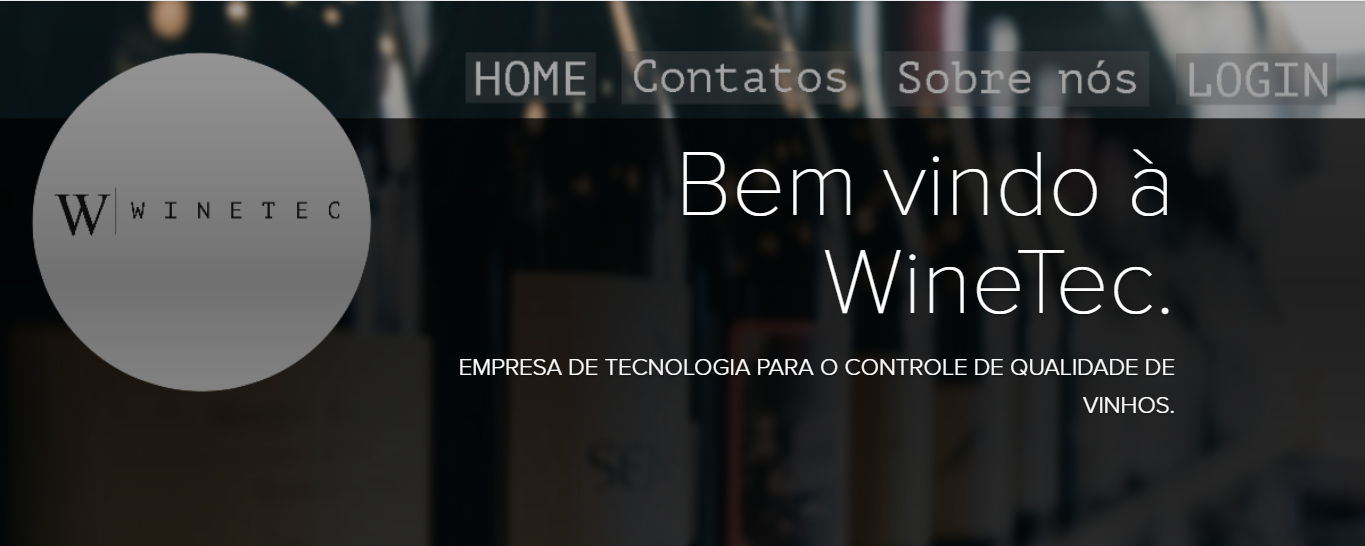 HOME Contatos Sobre nós LOGIN
W WINETEC
Bem vindo à
WineTec.
EMPRESA DE TECNOLOGIA PARA O CONTROLE DE QUALIDADE DE
VINHOS.